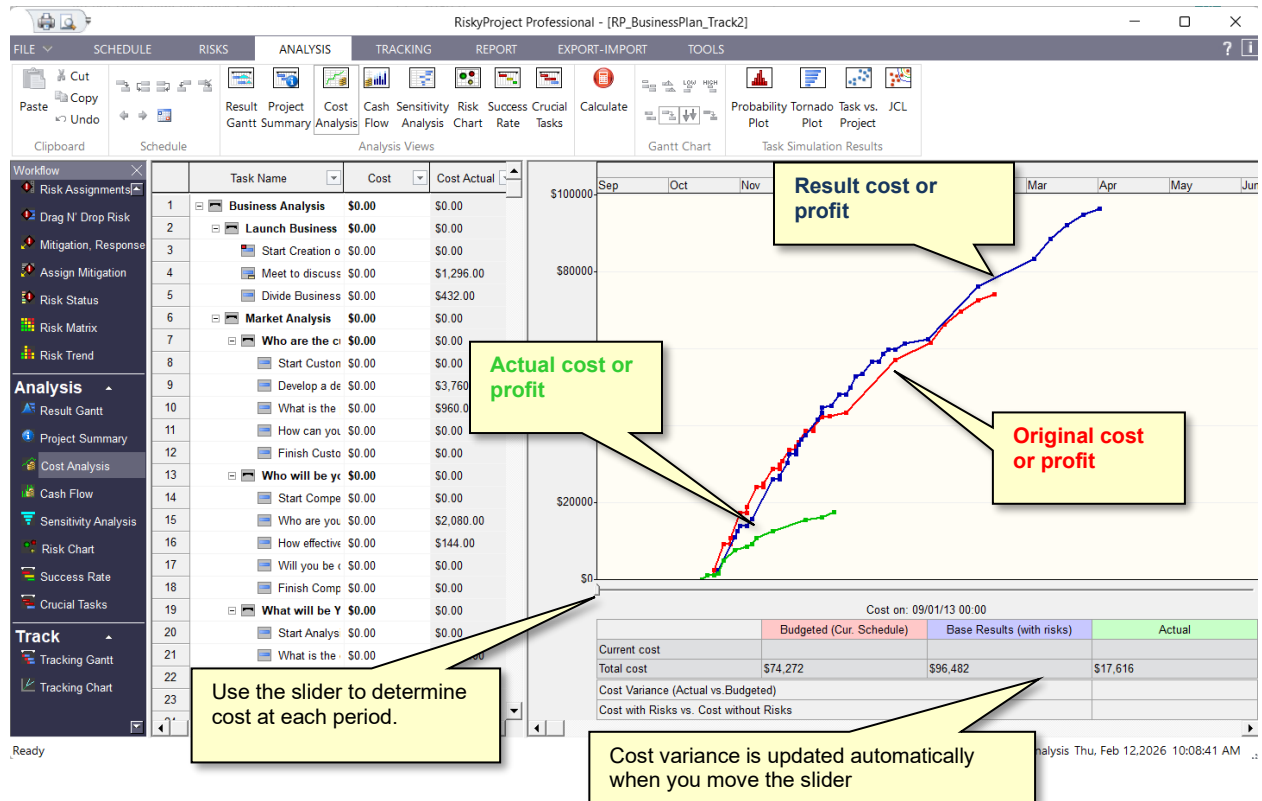 RiskyProject Professional - [RP_BusinessPlan_Track2]
FILE SCHEDULE RISKS ANALYSIS TRACKING REPORT EXPORT-IMPORT TOOLS ?
Paste
Cut
Copy
Undo
Result Gantt
Project Summary
Cost Analysis
Cash Flow
Sensitivity Analysis
Risk Chart
Success Rate
Crucial Tasks
Calculate
LOW HIGH
Probability Plot
Tornado Plot
Task vs. Project
JCL
Clipboard Schedule Analysis Views Gantt Chart Task Simulation Results
Workflow
Risk Assignments
Drag N' Drop Risk
Mitigation, Response
Assign Mitigation
Risk Status
Risk Matrix
Risk Trend
Analysis
Result Gantt
Project Summary
Cost Analysis
Cash Flow
Sensitivity Analysis
Risk Chart
Success Rate
Crucial Tasks
Track
Tracking Gantt
Tracking Chart
Task Name Cost Cost Actual
1 Business Analysis $0.00 $0.00
2 Launch Business $0.00 $0.00
3 Start Creation o $0.00 $0.00
4 Meet to discuss $0.00 $1,296.00
5 Divide Business $0.00 $432.00
6 Market Analysis $0.00 $0.00
7 Who are the cu $0.00 $0.00
8 Start Custon $0.00 $0.00
9 Develop a de $0.00 $3,760
10 What is the $0.00 $960.0
11 How can you $0.00 $0.00
12 Finish Custo $0.00 $0.00
13 Who will be yo $0.00 $0.00
14 Start Compe $0.00 $0.00
15 Who are you $0.00 $2,080.00
16 How effective $0.00 $144.00
17 Will you be $0.00 $0.00
18 Finish Comp $0.00 $0.00
19 What will be Y $0.00 $0.00
20 Start Analys $0.00 $0.00
21 What is the $0.00
22
23
Sep Oct Nov Mar Apr May Jun
$100000
$80000
$20000
$0
Result cost or
profit
Actual cost or
profit
Original cost
or profit
Cost on: 09/01/13 00:00
Budgeted (Cur. Schedule) Base Results (with risks) Actual
Current cost
Total cost $74,272 $96,482 $17,616
Cost Variance (Actual vs.Budgeted)
Cost with Risks vs. Cost without Risks
Use the slider to determine
cost at each period.
Cost variance is updated automatically
when you move the slider
Ready
nalysis Thu, Feb 12,2026 10:08:41 AM